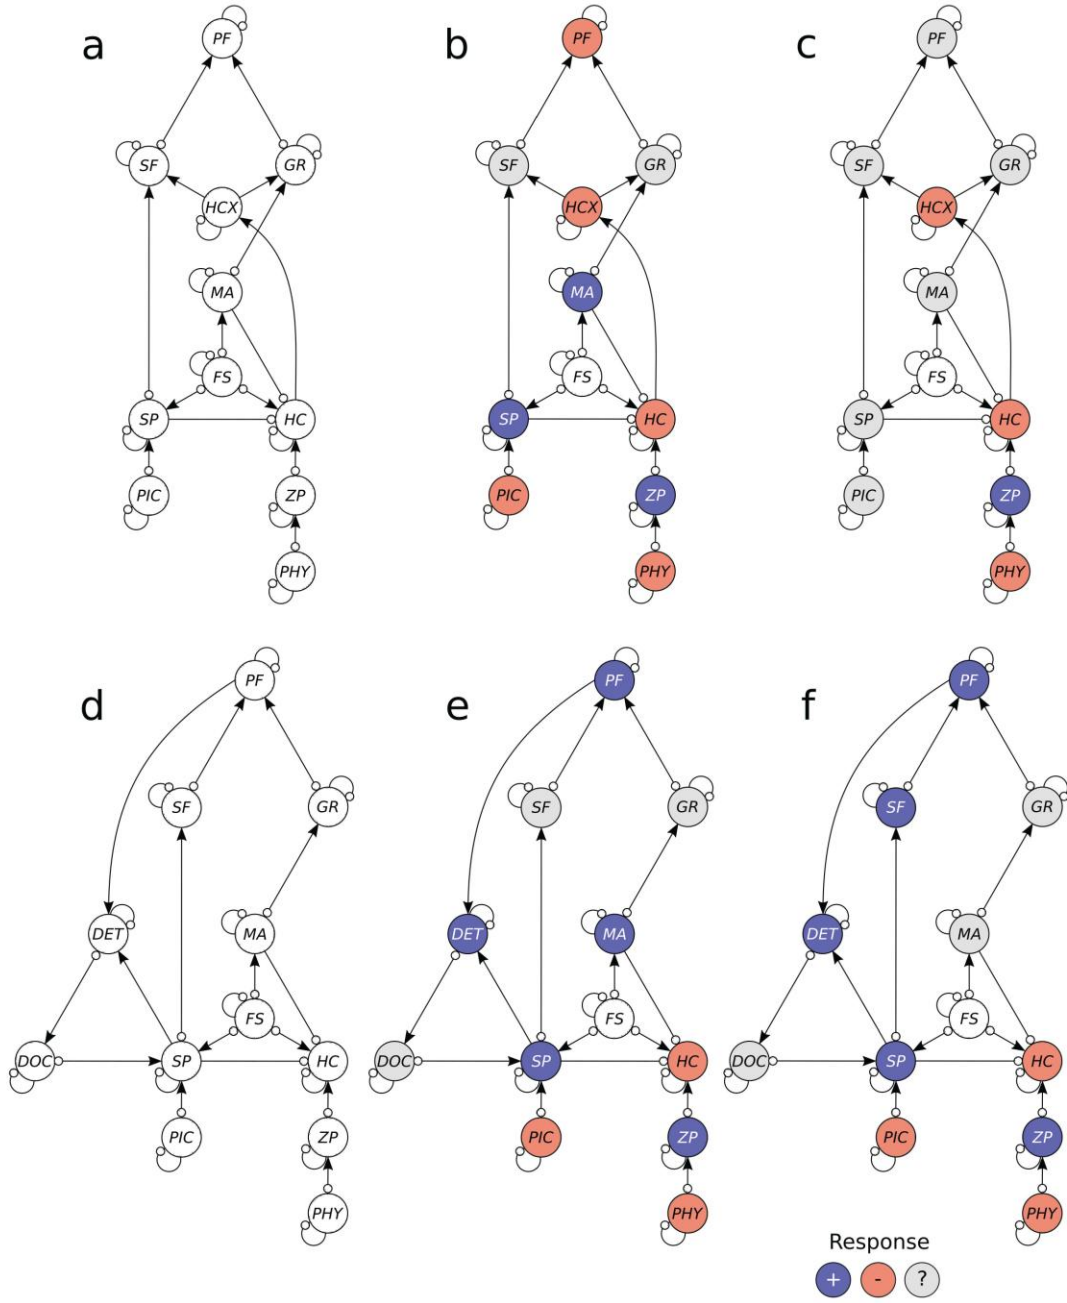 a
PF
SF
GR
HCX
MA
FS
SP
HC
PIC
ZP
PHY
b
PF
SF
GR
HCX
MA
FS
SP
HC
PIC
ZP
PHY
c
PF
SF
GR
HCX
MA
FS
SP
HC
PIC
ZP
PHY
d
PF
SF
GR
DET
MA
FS
DOC
SP
HC
PIC
ZP
PHY
e
PF
SF
GR
DET
MA
FS
DOC
SP
HC
PIC
ZP
PHY
f
PF
SF
GR
DET
MA
FS
DOC
SP
HC
PIC
ZP
PHY
Response
+ - ?